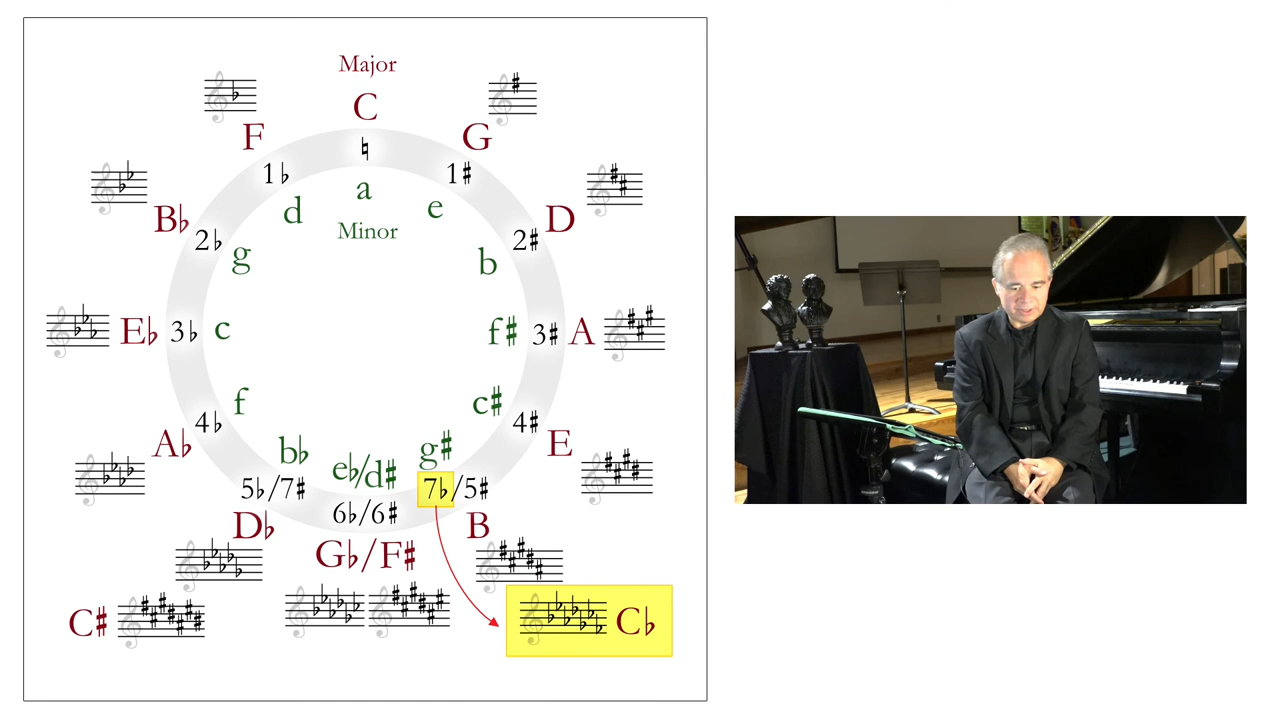 Major
C
F
G
♮
1♭
1♯
a
d
e
Minor
B♭
D
2♭
2♯
g
b
E♭
3♭
c
f♯
3♯
A
f
c♯
4♭
4♯
A♭
E
b♭
e♭/d♯
g♯
5♭/7♯
6♭/6♯
7♭/5♯
D♭
B
G♭/F♯
C♯
C♭